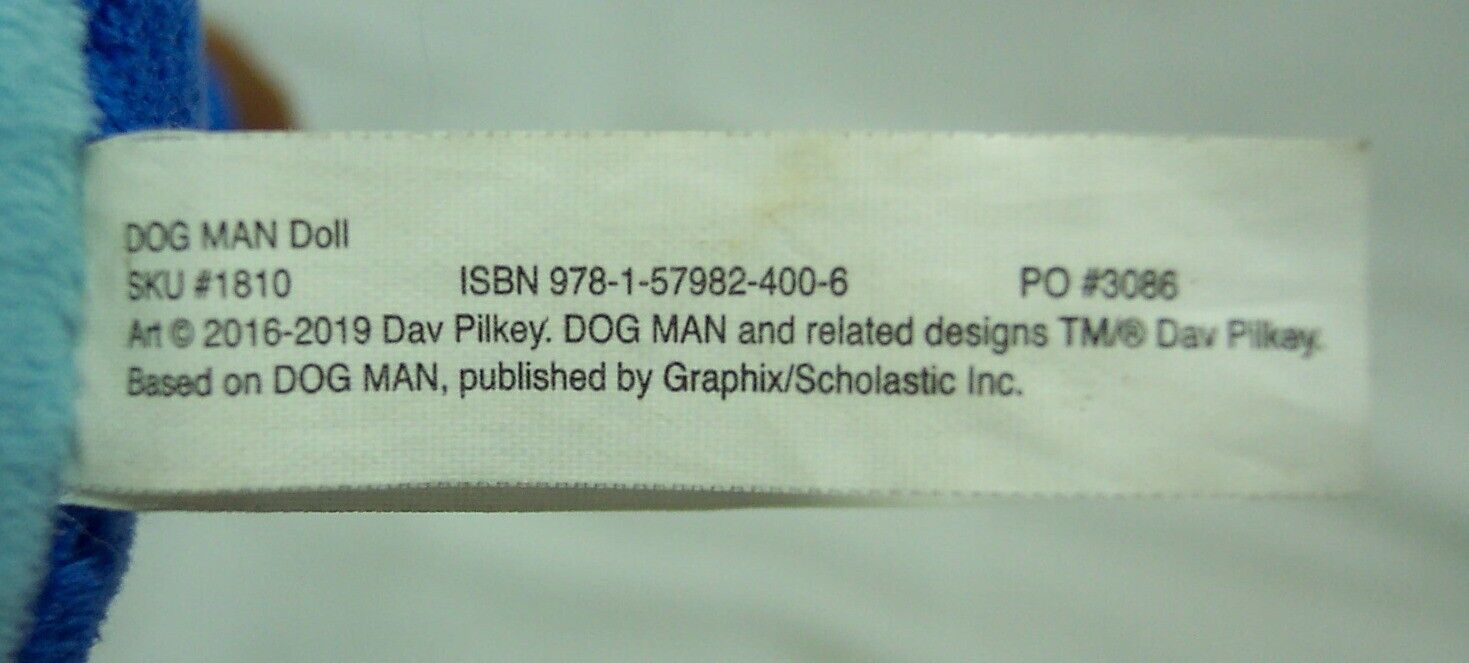 DOG MAN Doll
SKU #1810 ISBN 978-1-57982-400-6 PO #3086
Art © 2016-2019 Dav Pilkey. DOG MAN and related designs TM/® Dav Pilkey.
Based on DOG MAN, published by Graphix/Scholastic Inc.